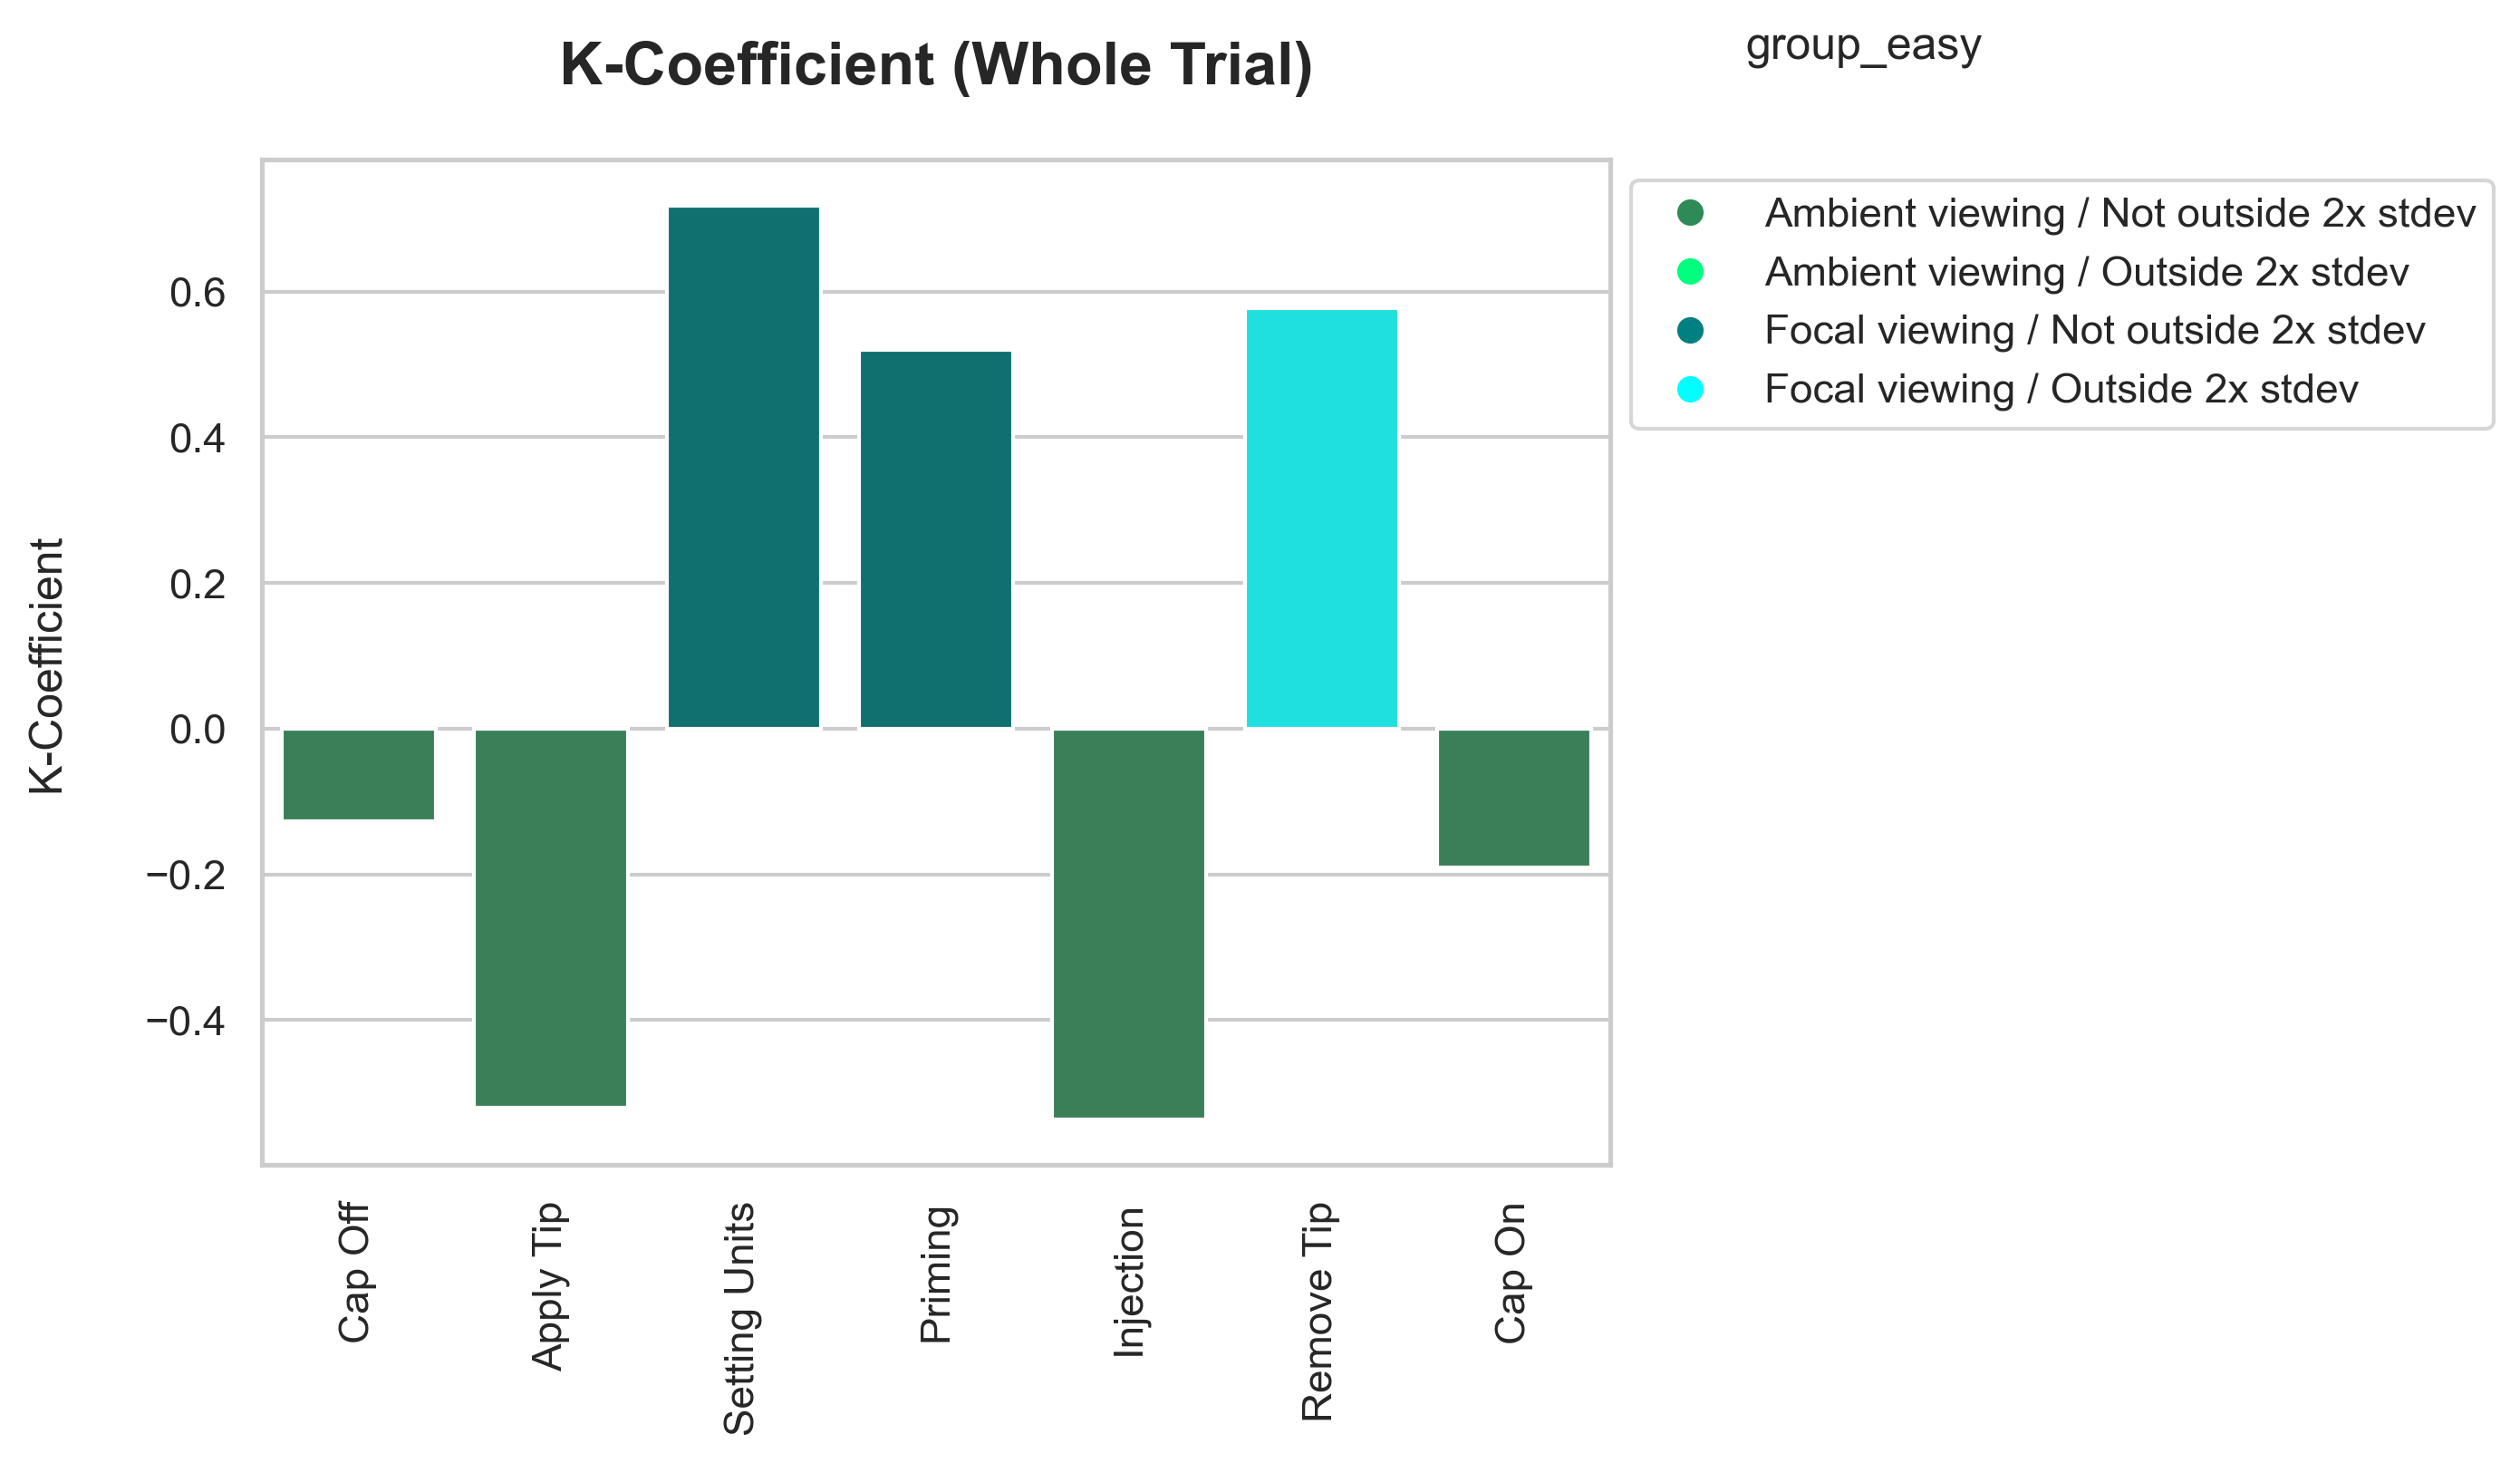 K-Coefficient (Whole Trial)
group_easy
Ambient viewing / Not outside 2x stdev
Ambient viewing / Outside 2x stdev
Focal viewing / Not outside 2x stdev
Focal viewing / Outside 2x stdev
K-Coefficient
0.6
0.4
0.2
0.0
−0.2
−0.4
Cap Off
Apply Tip
Setting Units
Priming
Injection
Remove Tip
Cap On